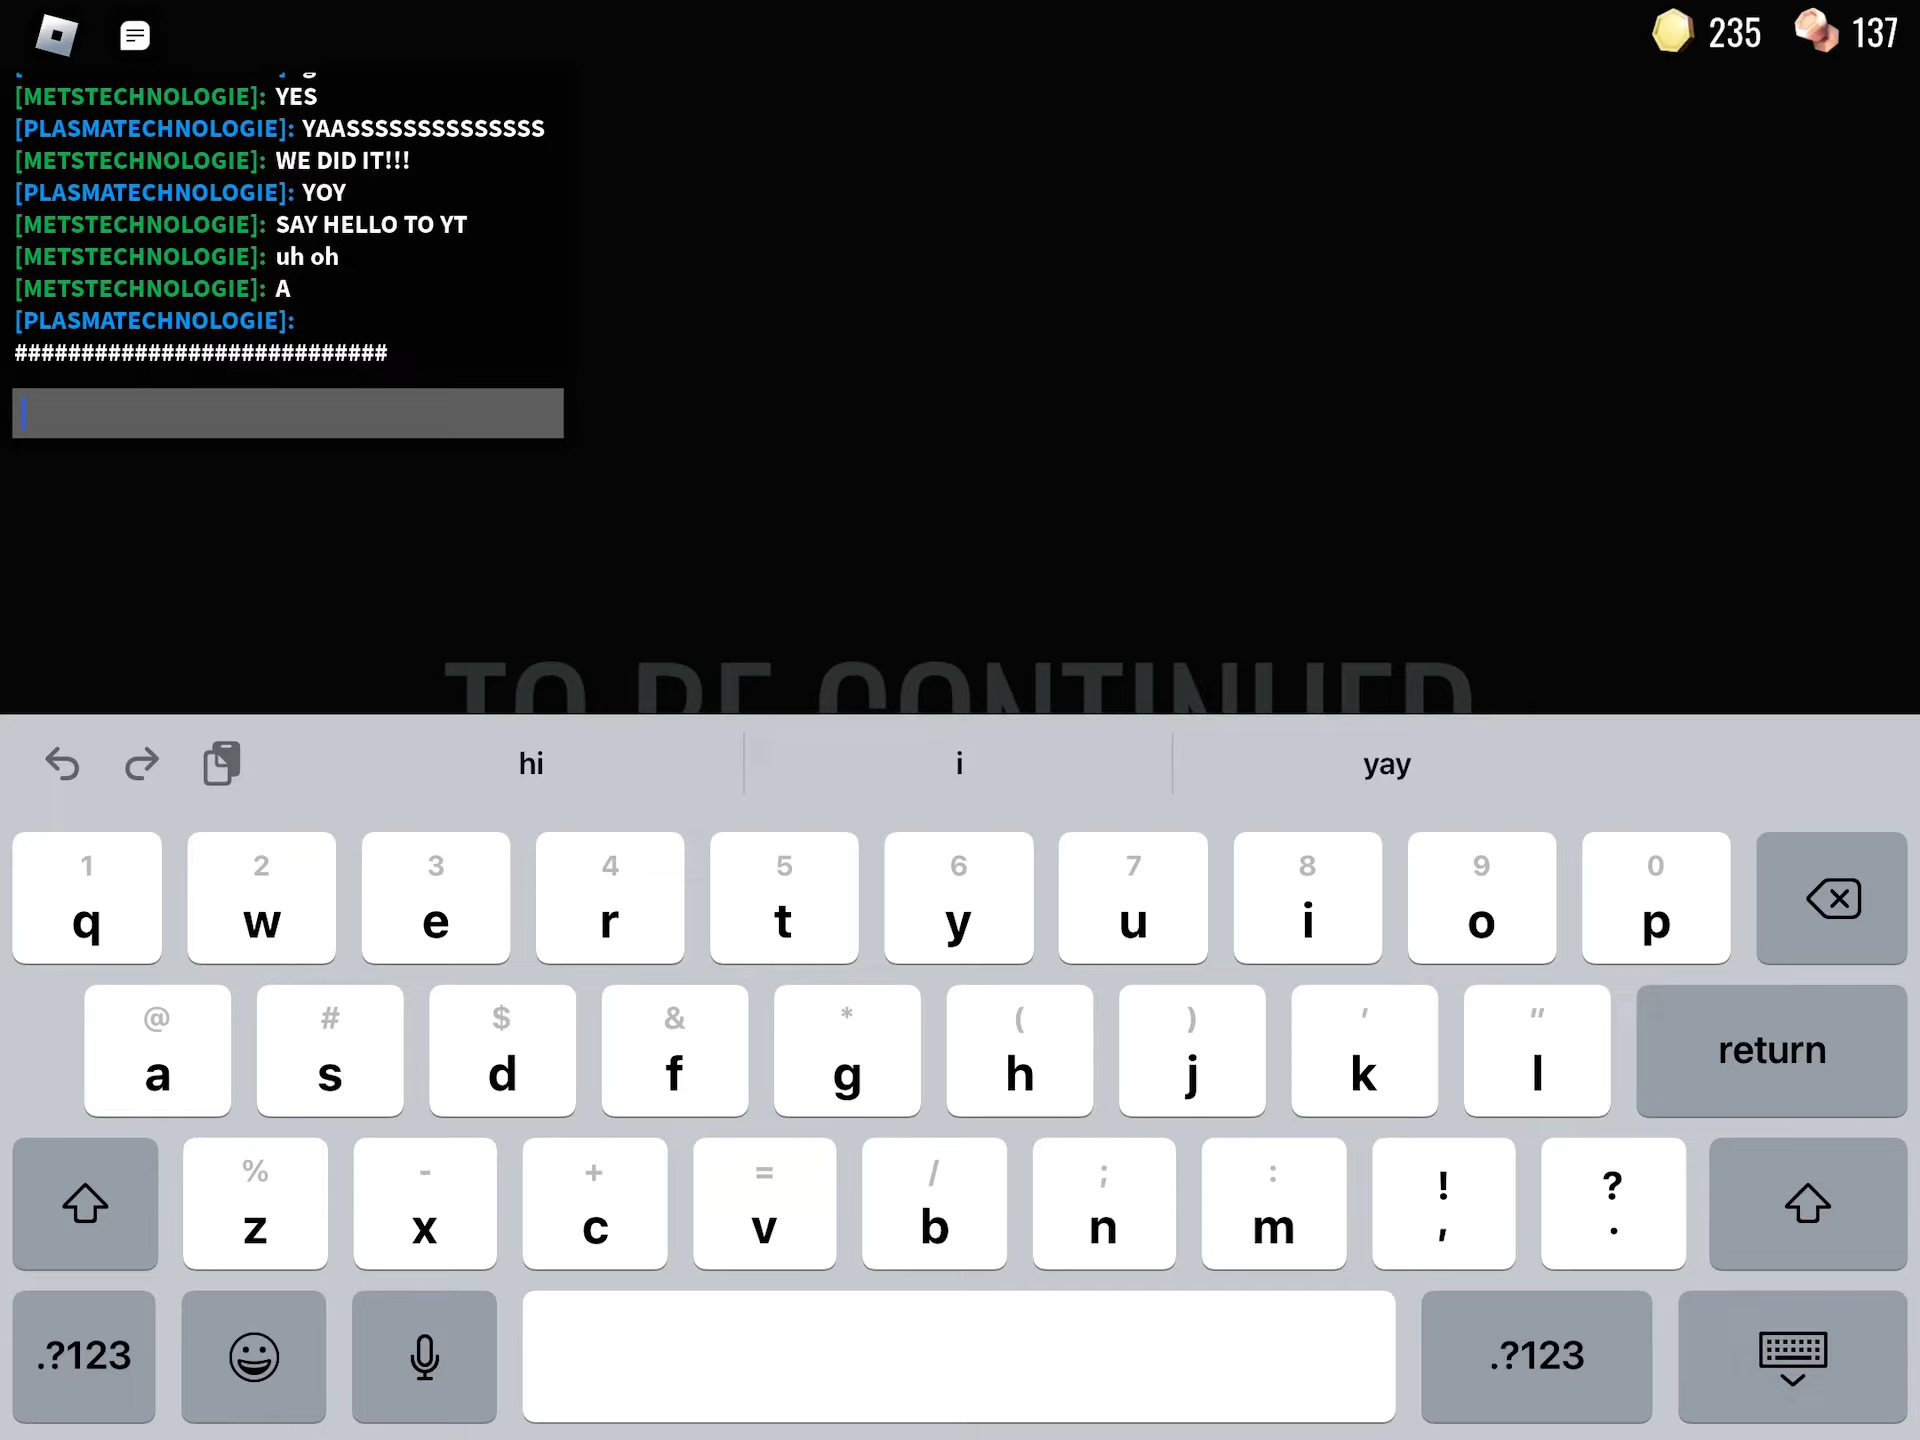 235 137
[METSTECHNOLOGIE]: YES
[PLASMATECHNOLOGIE]: YAASSSSSSSSSSSSSS
[METSTECHNOLOGIE]: WE DID IT!!!
[PLASMATECHNOLOGIE]: YOY
[METSTECHNOLOGIE]: SAY HELLO TO YT
[METSTECHNOLOGIE]: uh oh
[METSTECHNOLOGIE]: A
[PLASMATECHNOLOGIE]:
############################
TO BE CONTINUED
hi i yay
1 2 3 4 5 6 7 8 9 0
q w e r t y u i o p
@ # $ & * ( ) ' "
a s d f g h j k l return
% - + = / ; : ! ?
z x c v b n m , .
.?123 .?123